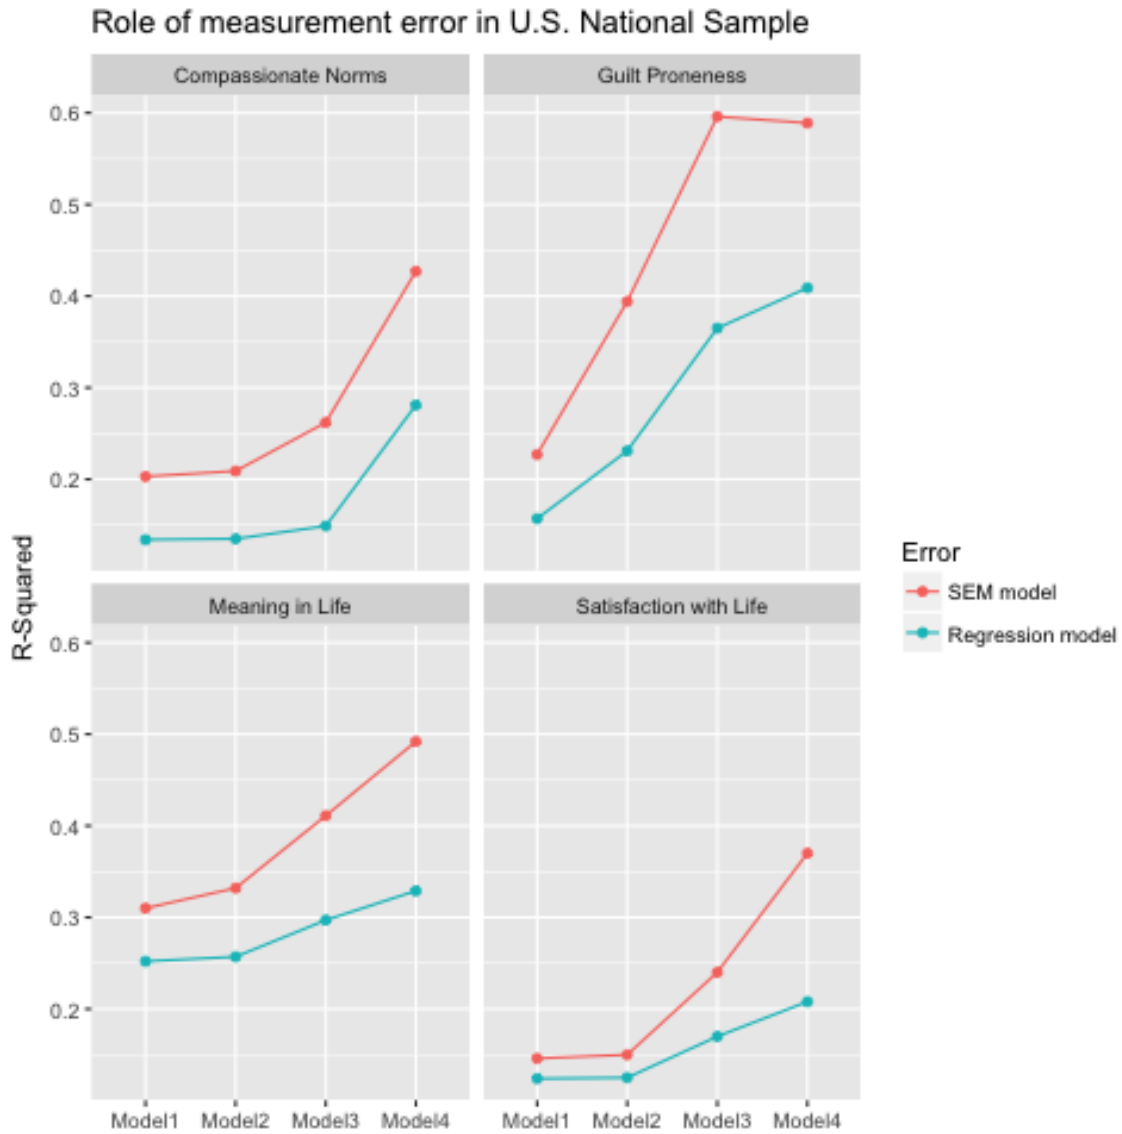 Role of measurement error in U.S. National Sample
Compassionate Norms
Guilt Proneness
0.6
0.5
0.4
0.3
0.2
R-Squared
Meaning in Life
Satisfaction with Life
0.6
0.5
0.4
0.3
0.2
Model1 Model2 Model3 Model4
Model1 Model2 Model3 Model4
Error
SEM model
Regression model